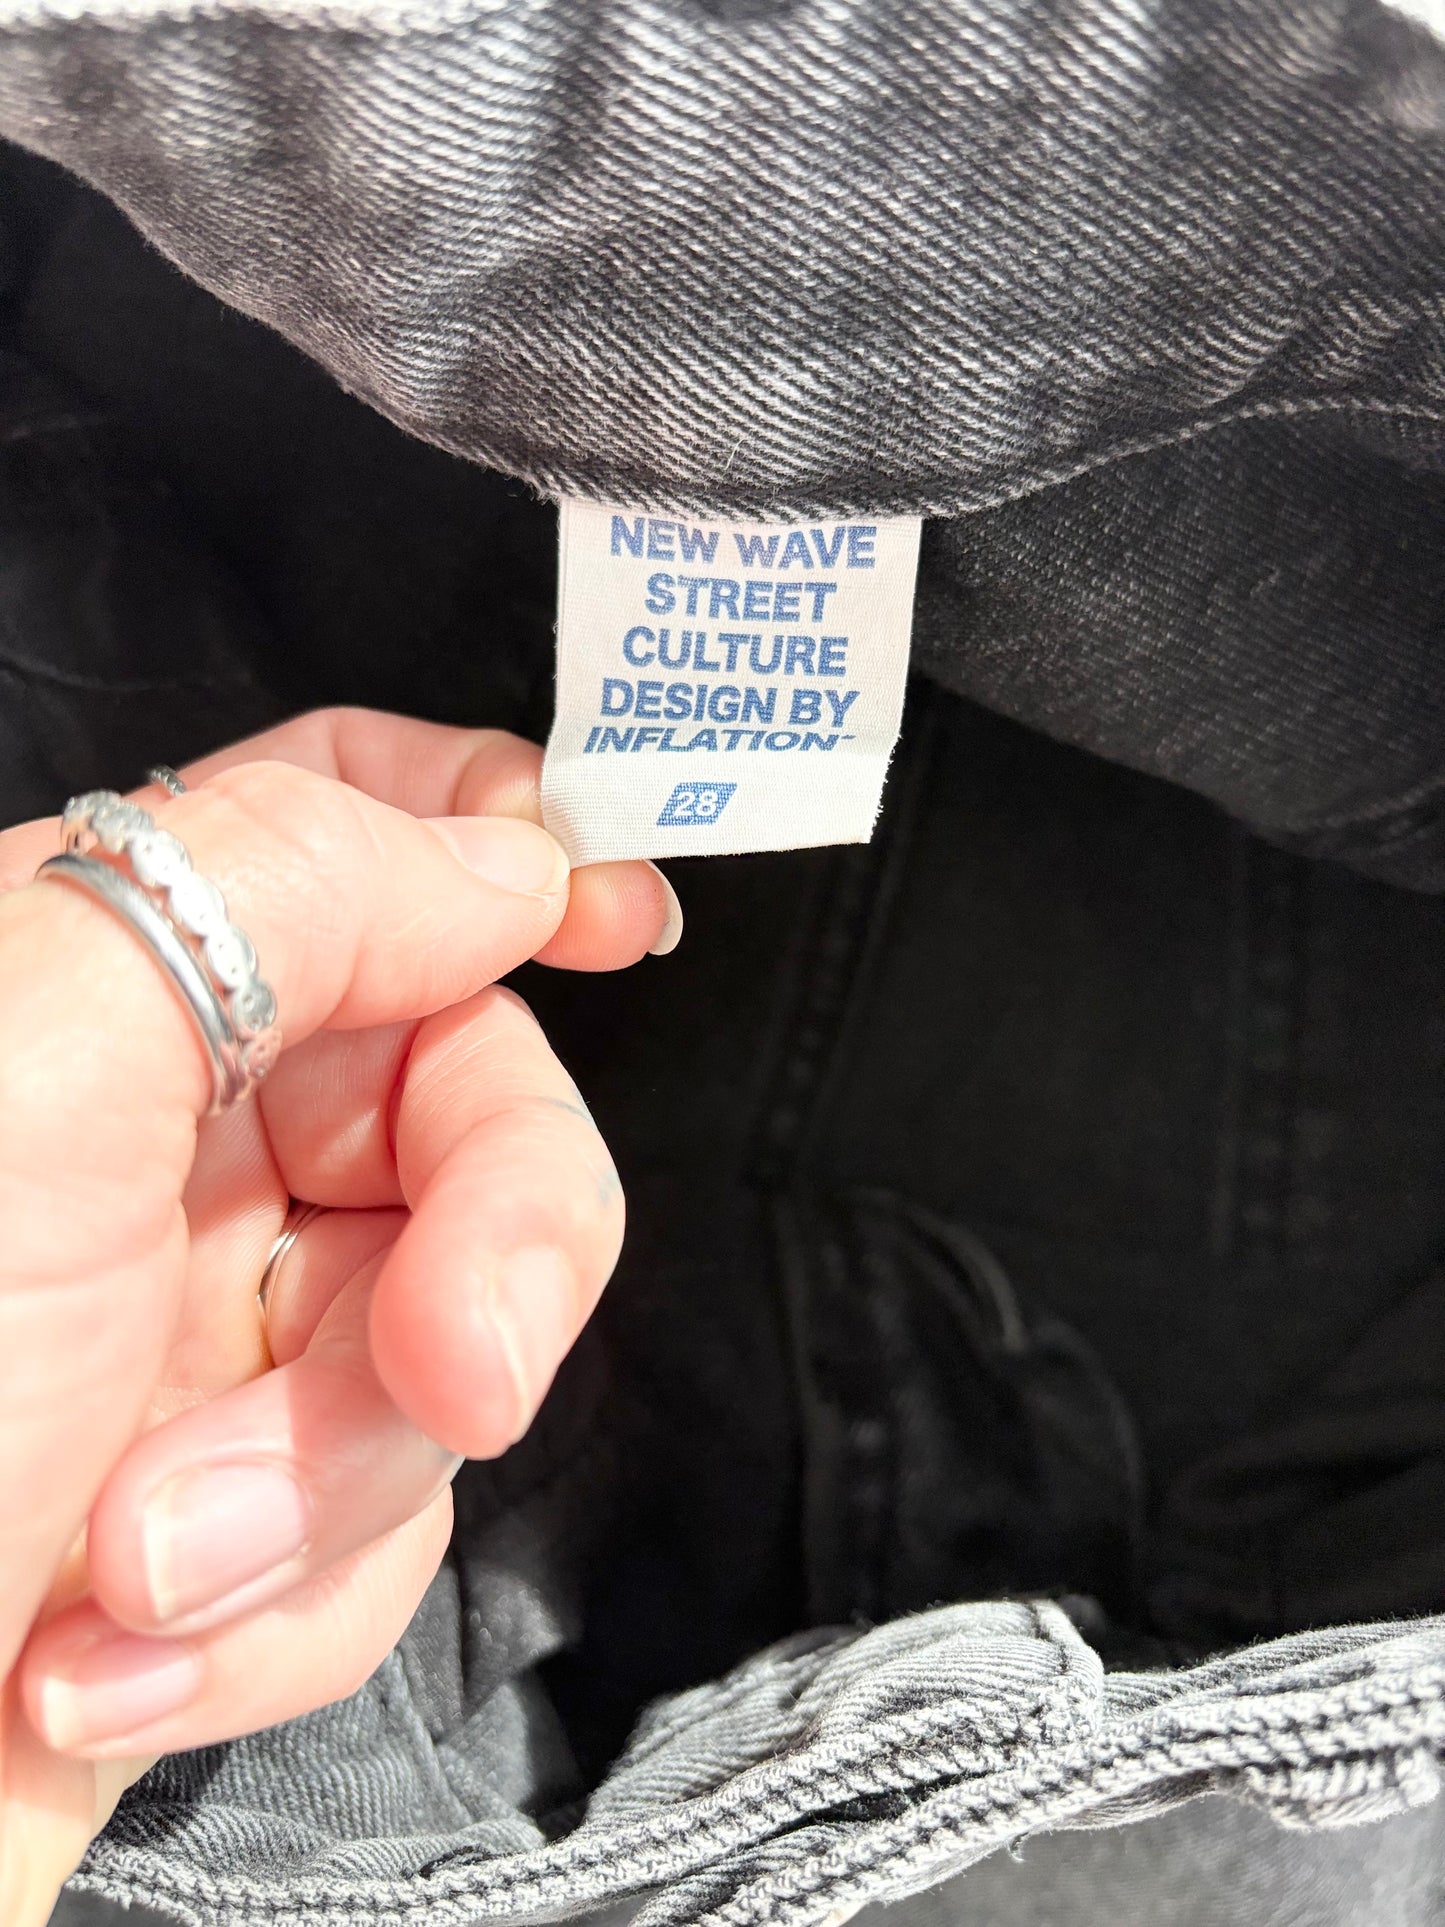 NEW WAVE
STREET
CULTURE
DESIGN BY
INFLATION
28